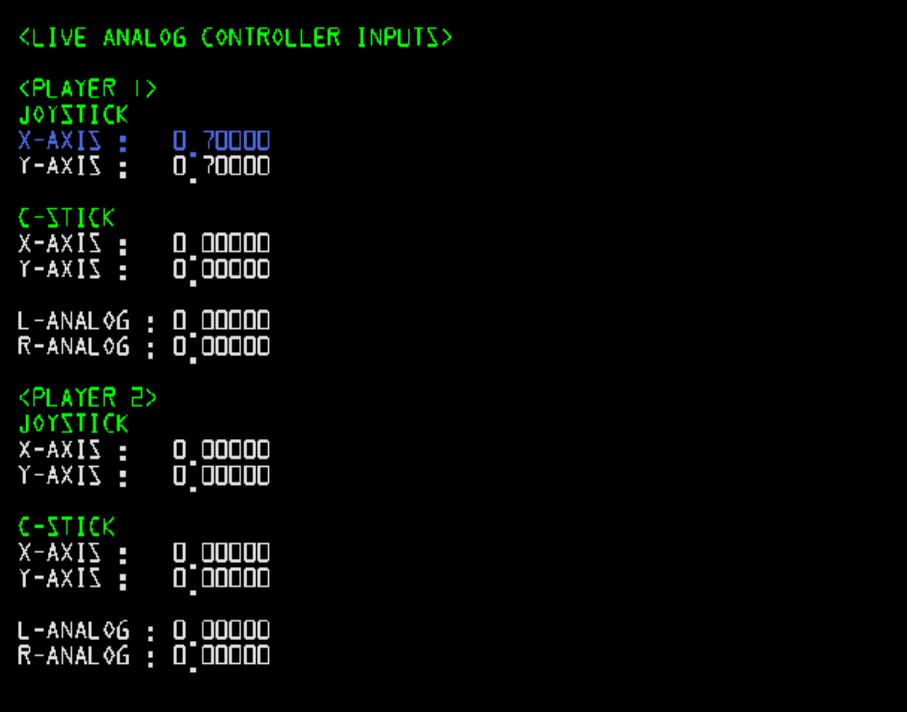 <LIVE ANALOG CONTROLLER INPUTS>
<PLAYER 1>
JOYSTICK
X-AXIS : 0.70000
Y-AXIS : 0.70000
C-STICK
X-AXIS : 0.00000
Y-AXIS : 0.00000
L-ANALOG : 0.00000
R-ANALOG : 0.00000
<PLAYER 2>
JOYSTICK
X-AXIS : 0.00000
Y-AXIS : 0.00000
C-STICK
X-AXIS : 0.00000
Y-AXIS : 0.00000
L-ANALOG : 0.00000
R-ANALOG : 0.00000